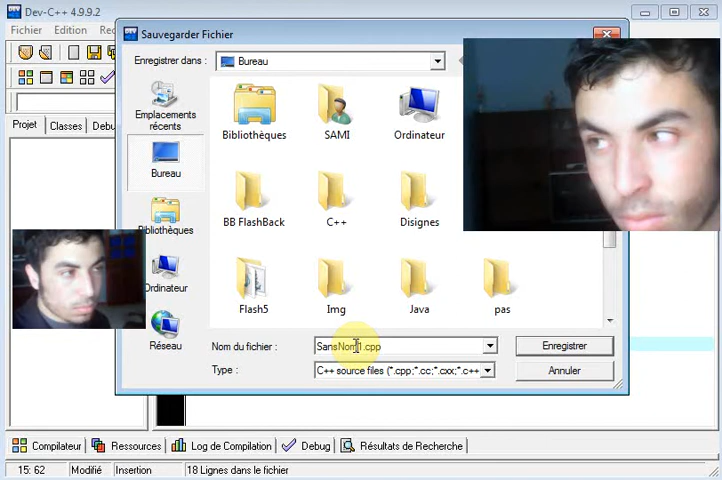 Dev-C++ 4.9.9.2
Fichier Edition
Sauvegarder Fichier
Enregistrer dans : Bureau
Projet Classes
Emplacements récents
Bureau
Bibliothèques
Ordinateur
Réseau
Bibliothèques SAMI Ordinateur
BB FlashBack C++ Disignes
Flash5 Img Java pas
Nom du fichier : SansNom1.cpp Enregistrer
Type : C++ source files (*.cpp;*.cc;*.cxx;*.c++ Annuler
Compilateur Ressources Log de Compilation Debug Résultats de Recherche
15: 62 Modifié Insertion 18 Lignes dans le fichier